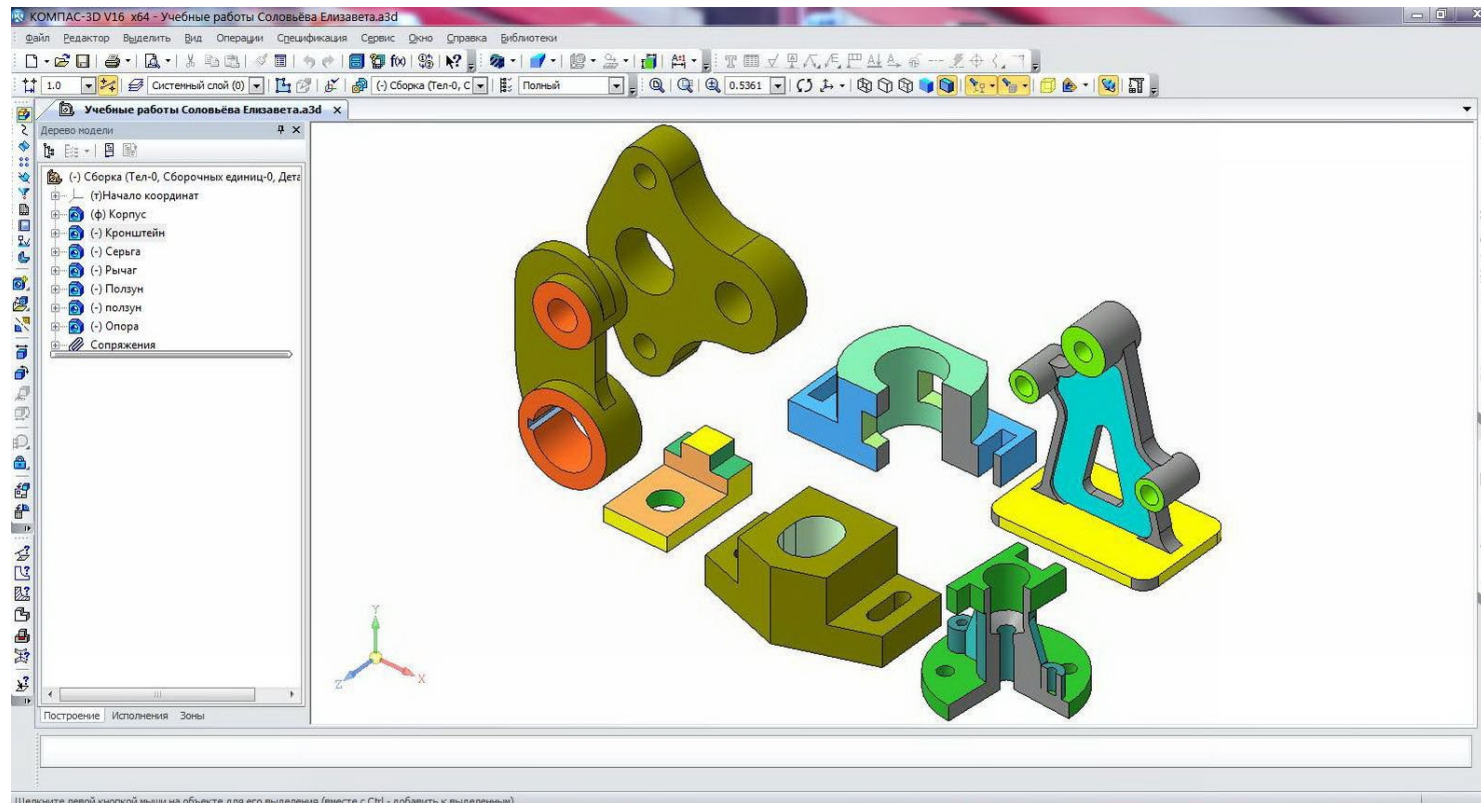 КОМПАС-3D V16 x64 - Учебные работы Соловьёва Елизавета.a3d
Файл Редактор Выделить Вид Операции Спецификация Сервис Окно Справка Библиотеки
1.0 Системный слой (0) (-) Сборка (Тел-0, С Полный 0.5361
Учебные работы Соловьёва Елизавета.a3d
Дерево модели
(-) Сборка (Тел-0, Сборочных единиц-0, Дета
(т)Начало координат
(ф) Корпус
(-) Кронштейн
(-) Серьга
(-) Рычаг
(-) Ползун
(-) ползун
(-) Опора
Сопряжения
Y
Z X
Построение Исполнения Зоны
Щелкните левой кнопкой мыши на объекте для его выделения (вместе с Ctrl - добавить к выделенным)